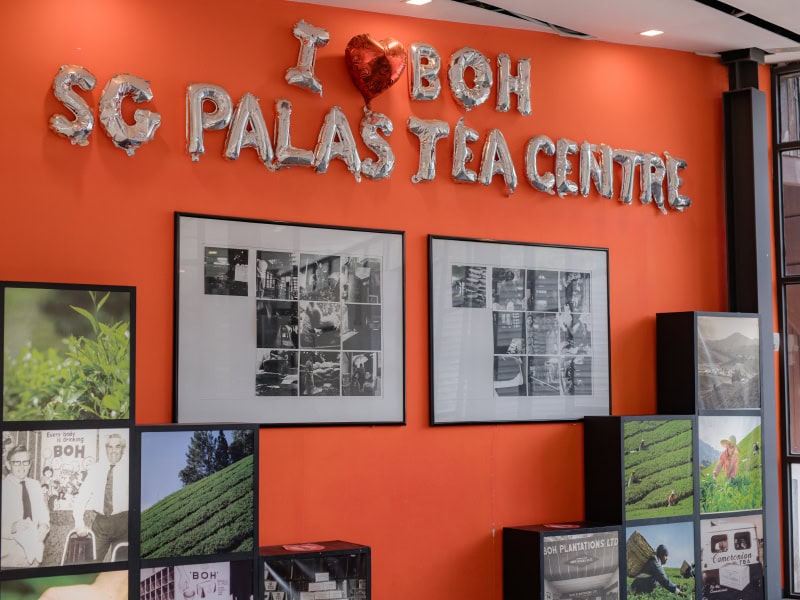 I BOH
SG PALAS TEA CENTRE
Every body is drinking
BOH
"BOH"
BOH PLANTATIONS LTD
Cameronian
TEA